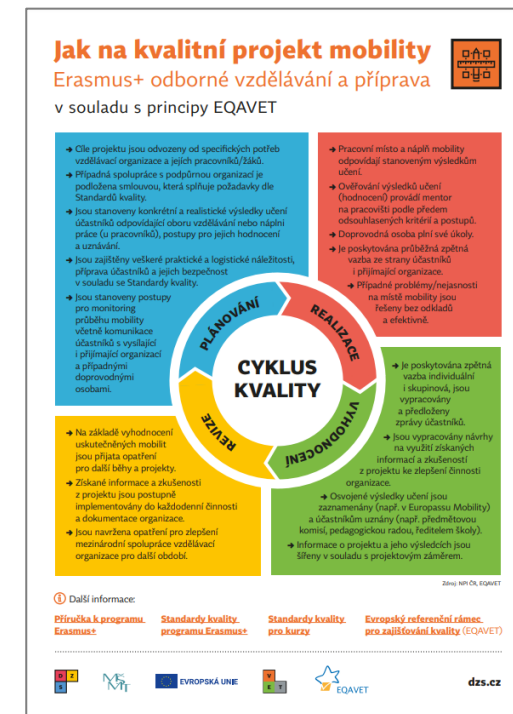 Jak na kvalitní projekt mobility
Erasmus+ odborné vzdělávání a příprava
v souladu s principy EQAVET
➔ Cíle projektu jsou odvozeny od specifických potřeb
vzdělávací organizace a jejich pracovníků/žáků.
➔ Případná spolupráce s podpůrnou organizací je
podložena smlouvou, která splňuje požadavky dle
Standardů kvality.
➔ Jsou stanoveny konkrétní a realistické výsledky učení
účastníků odpovídající oboru vzdělávání nebo náplni
práce (u pracovníků), postupy pro jejich hodnocení
a uznávání.
➔ Jsou zajištěny veškeré praktické a logistické náležitosti,
příprava účastníků a jejich bezpečnost
v souladu se Standardy kvality.
➔ Jsou stanoveny postupy
pro monitoring
průběhu mobility
včetně komunikace
účastníků s vysílající
i přijímající organizací
a případnými
doprovodnými
osobami.
➔ Pracovní místo a náplň mobility
odpovídají stanoveným výsledkům
učení.
➔ Ověřování výsledků učení
(hodnocení) provádí mentor
na pracovišti podle předem
odsouhlasených kritérií a postupů.
➔ Doprovodná osoba plní své úkoly.
➔ Je poskytována průběžná zpětná
vazba ze strany účastníků
i přijímající organizace.
➔ Případné problémy/nejasnosti
na místě mobility jsou
řešeny bez odkladů
a efektivně.
PLÁNOVÁNÍ
REALIZACE
CYKLUS
KVALITY
REVIZE
VYHODNOCENÍ
➔ Na základě vyhodnocení
uskutečněných mobilit
jsou přijata opatření
pro další běhy a projekty.
➔ Získané informace a zkušenosti
z projektu jsou postupně
implementovány do každodenní činnosti
a dokumentace organizace.
➔ Jsou navržena opatření pro zlepšení
mezinárodní spolupráce vzdělávací
organizace pro další období.
➔ Je poskytována zpětná
vazba individuální
i skupinová, jsou
vypracovány
a předloženy
zprávy účastníků.
➔ Jsou vypracovány návrhy
na využití získaných
informací a zkušeností
z projektu ke zlepšení činnosti
organizace.
➔ Osvojené výsledky učení jsou
zaznamenány (např. v Europassu Mobility)
a účastníkům uznány (např. předmětovou
komisí, pedagogickou radou, ředitelem školy).
➔ Informace o projektu a jeho výsledcích jsou
šířeny v souladu s projektovým záměrem.
Zdroj: NPI ČR, EQAVET
i Další informace:
Příručka k programu
Erasmus+
Standardy kvality
programu Erasmus+
Standardy kvality
pro kurzy
Evropský referenční rámec
pro zajišťování kvality (EQAVET)
D Z
S
MŠMT
EVROPSKÁ UNIE
V
E T
EQAVET
dzs.cz